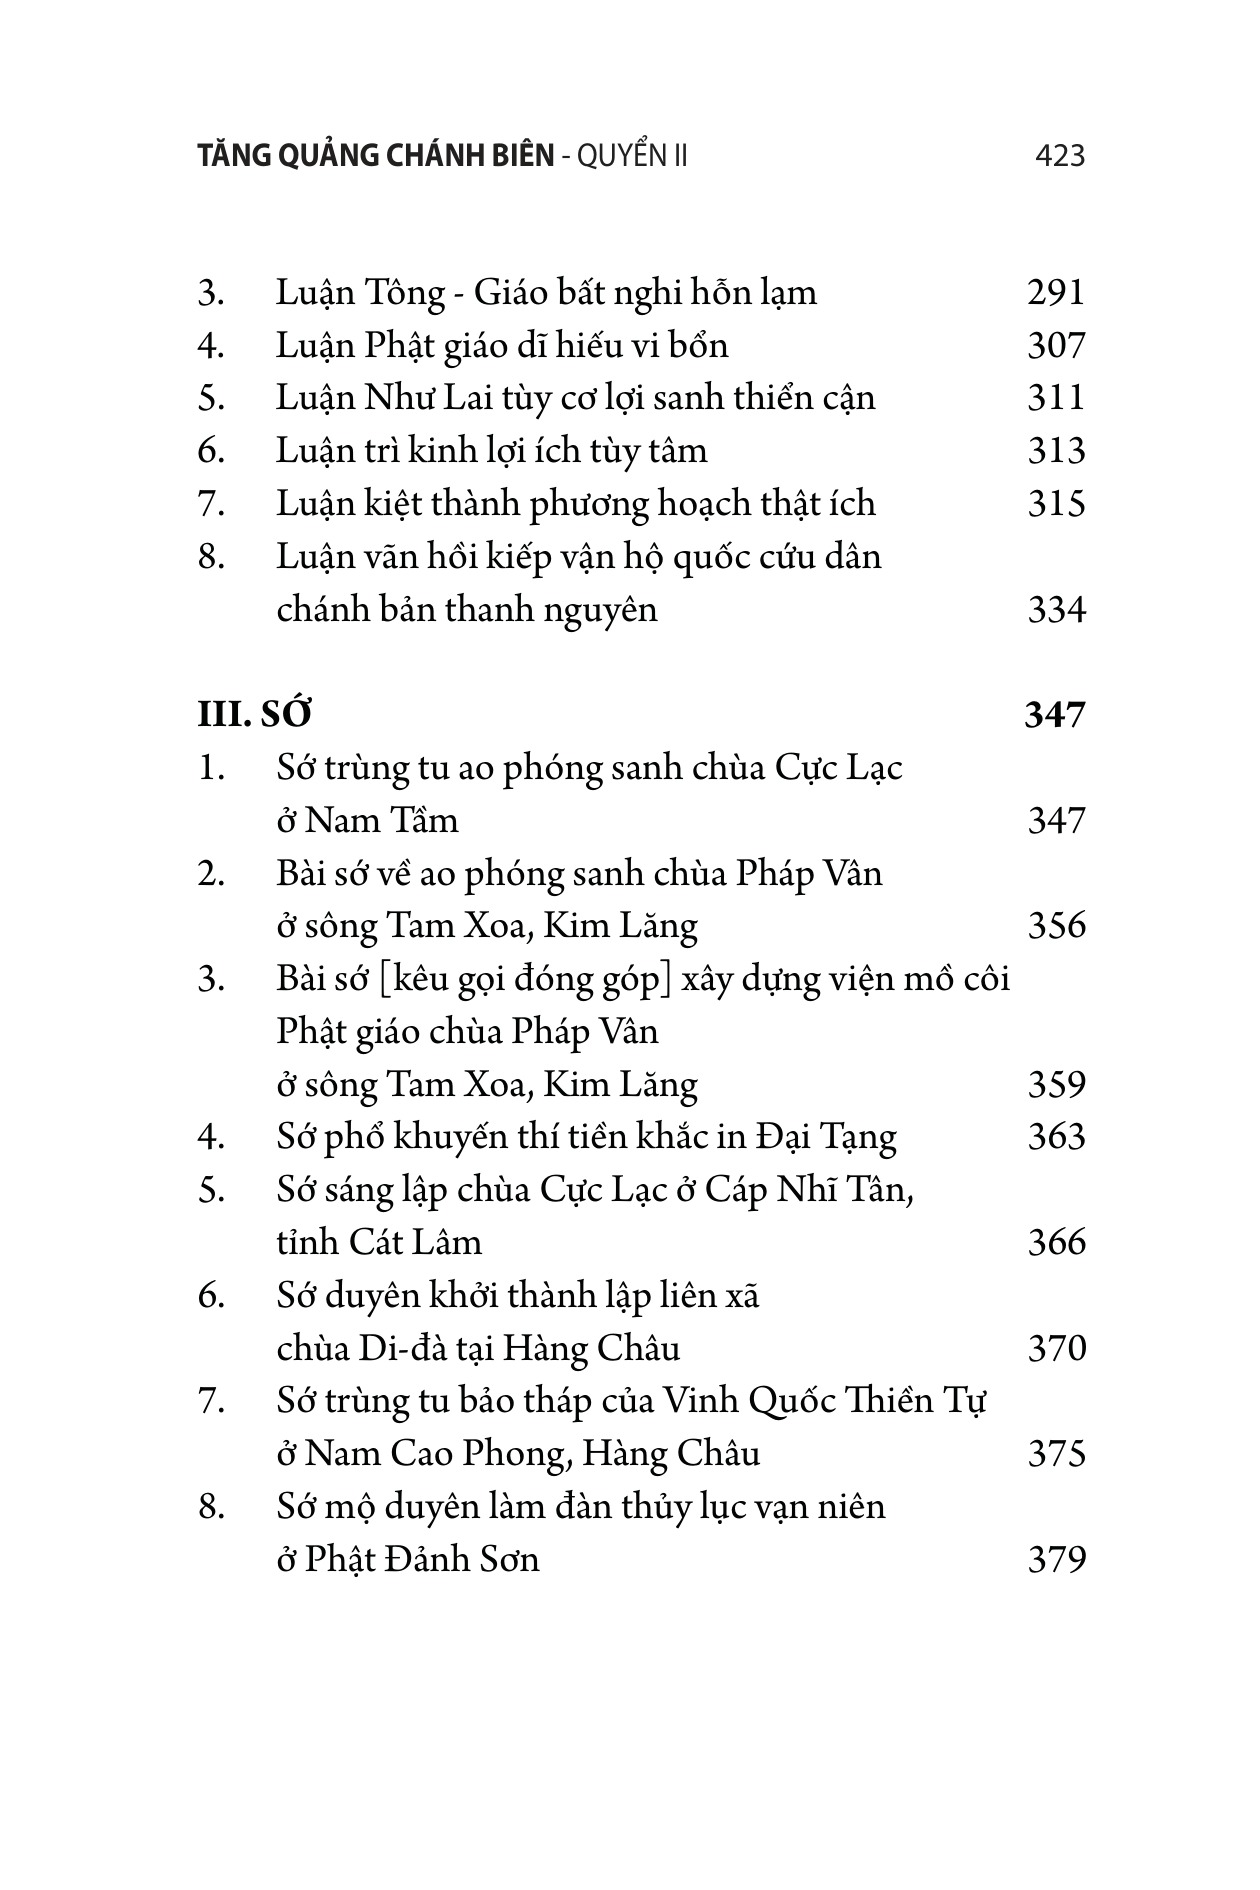 TĂNG QUẢNG CHÁNH BIÊN - QUYỂN II 423
3. Luận Tông - Giáo bất nghi hỗn lạm 291
4. Luận Phật giáo dĩ hiếu vi bổn 307
5. Luận Như Lai tùy cơ lợi sanh thiển cận 311
6. Luận trì kinh lợi ích tùy tâm 313
7. Luận kiệt thành phương hoạch thật ích 315
8. Luận vãn hồi kiếp vận hộ quốc cứu dân
chánh bản thanh nguyên 334
III. SỚ 347
1. Sớ trùng tu ao phóng sanh chùa Cực Lạc
ở Nam Tầm 347
2. Bài sớ về ao phóng sanh chùa Pháp Vân
ở sông Tam Xoa, Kim Lăng 356
3. Bài sớ [kêu gọi đóng góp] xây dựng viện mồ côi
Phật giáo chùa Pháp Vân
ở sông Tam Xoa, Kim Lăng 359
4. Sớ phổ khuyến thí tiền khắc in Đại Tạng 363
5. Sớ sáng lập chùa Cực Lạc ở Cáp Nhĩ Tân,
tỉnh Cát Lâm 366
6. Sớ duyên khởi thành lập liên xã
chùa Di-đà tại Hàng Châu 370
7. Sớ trùng tu bảo tháp của Vinh Quốc Thiền Tự
ở Nam Cao Phong, Hàng Châu 375
8. Sớ mộ duyên làm đàn thủy lục vạn niên
ở Phật Đảnh Sơn 379